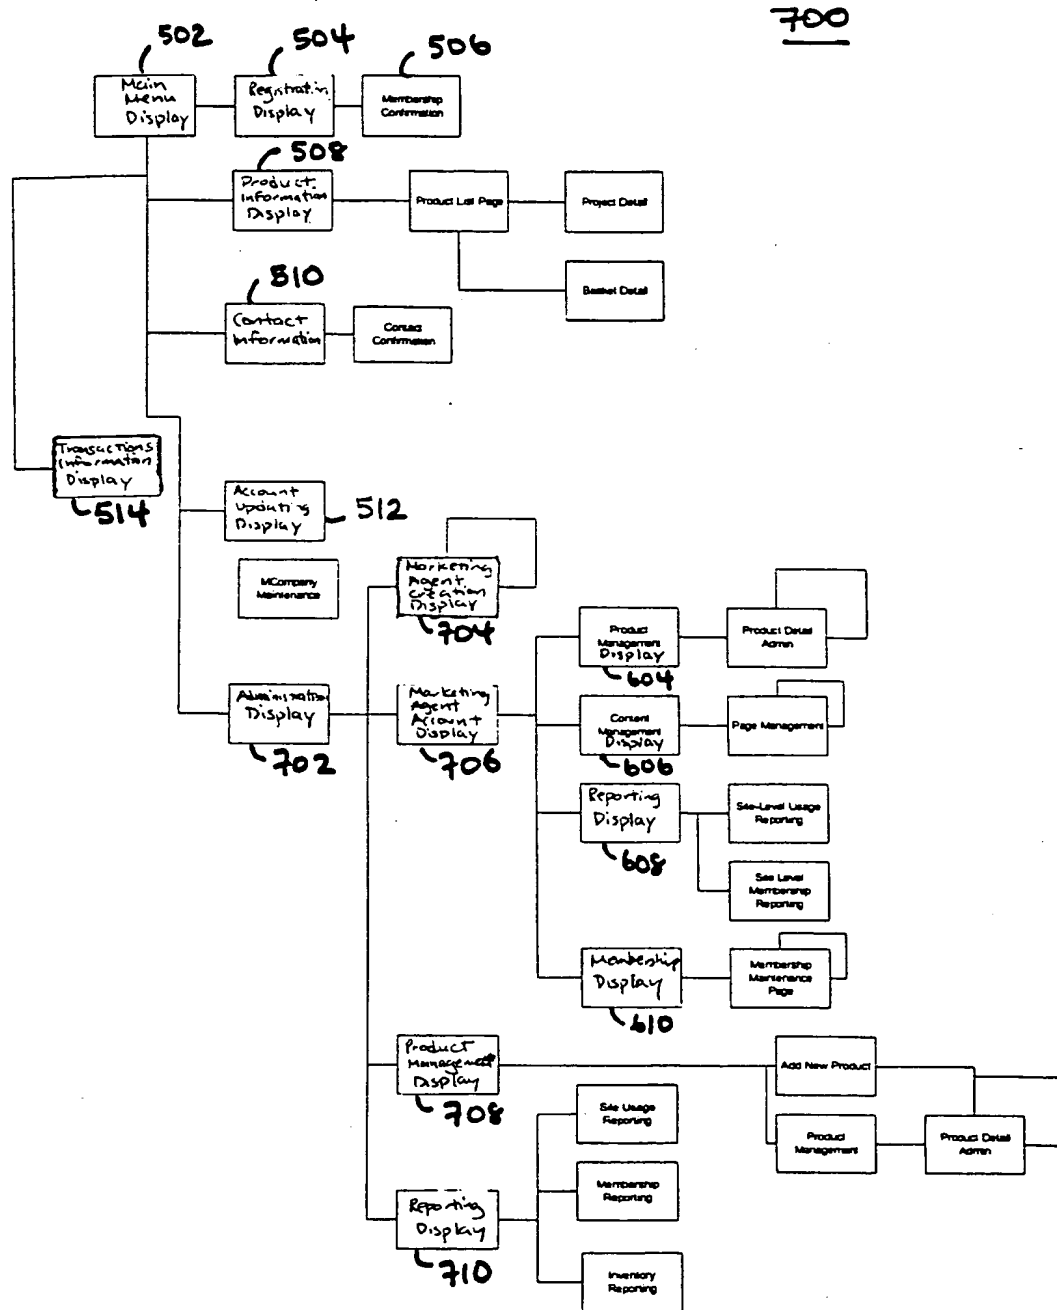 700
502
504
506
Main
Menu
Display
Registration
Display
Membership
Confirmation
508
Product
Information
Display
Product List Page
Project Detail
Basket Detail
510
Contact
Information
Contact
Confirmation
Transactions
Information
Display
514
Account
Updating
Display
512
MCompany
Maintenance
Marketing
Agent
Creation
Display
704
Product
Management
Display
604
Product Detail
Admin
Administration
Display
702
Marketing
Agent
Account
Display
706
Content
Management
Display
606
Page Management
Reporting
Display
608
Site-Level Usage
Reporting
Site Level
Membership
Reporting
Membership
Display
610
Membership
Maintenance
Page
Product
Management
Display
708
Add New Product
Product
Management
Product Detail
Admin
Site Usage
Reporting
Membership
Reporting
Reporting
Display
710
Inventory
Reporting